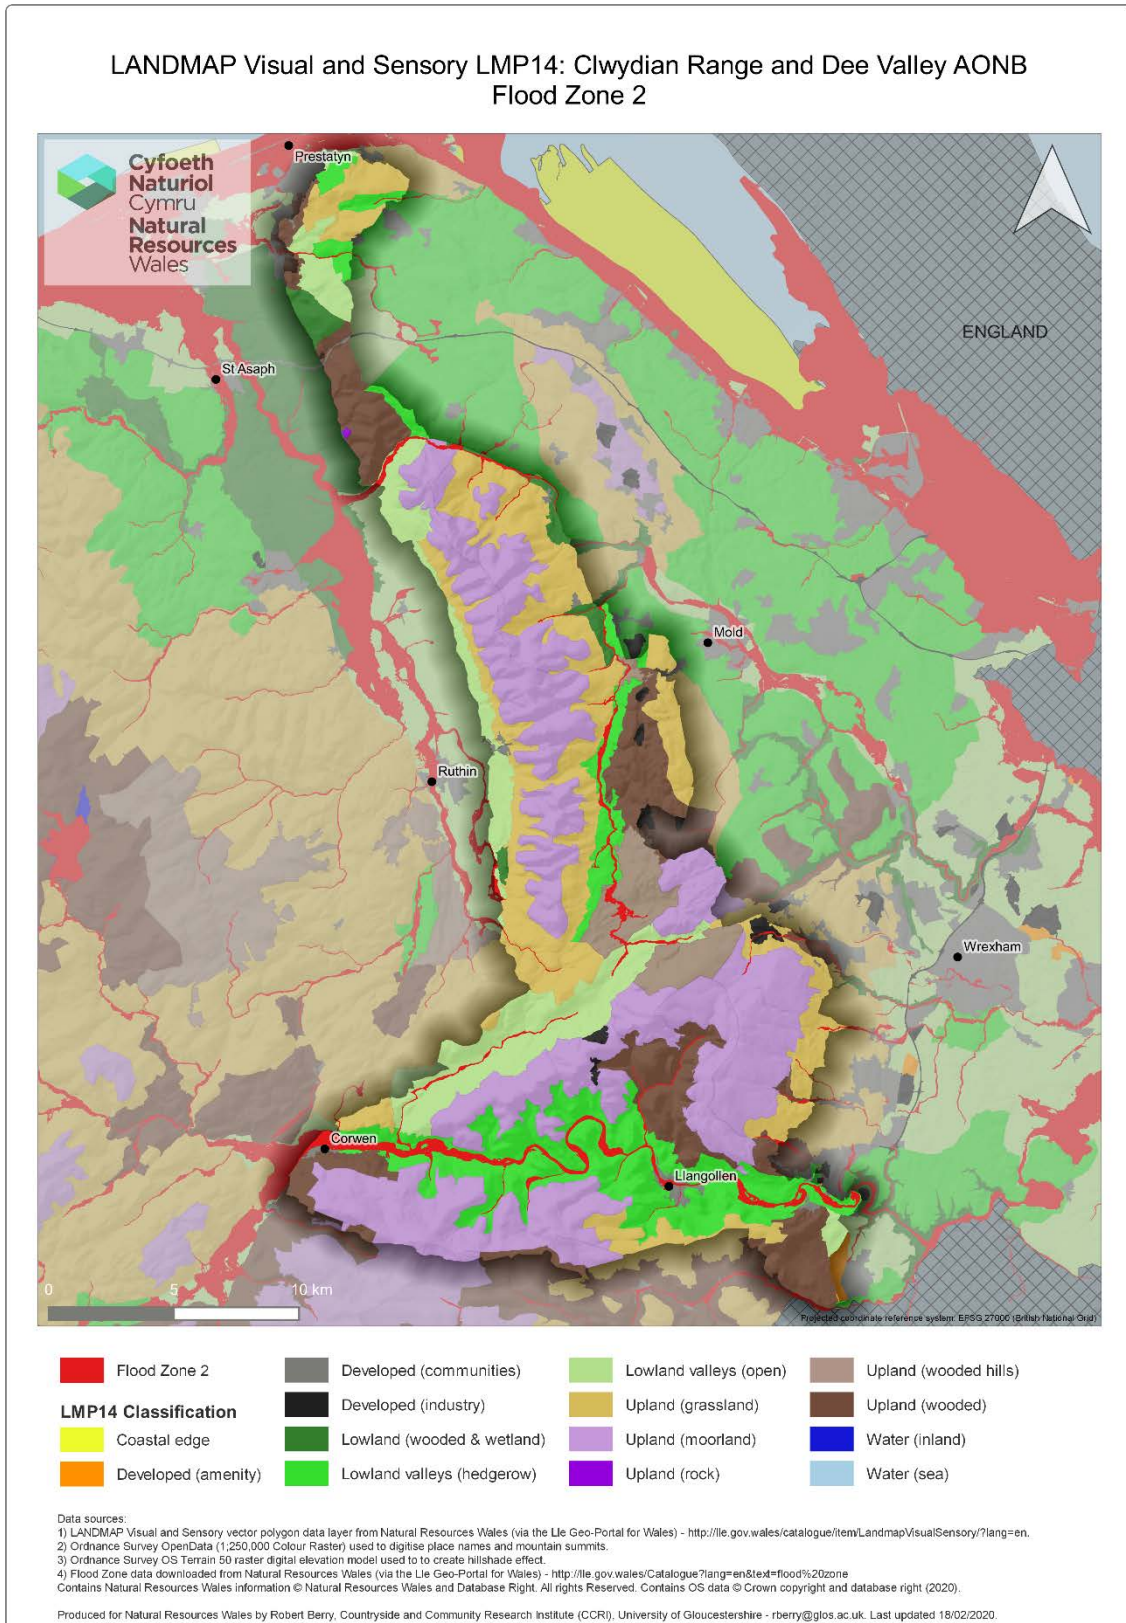 LANDMAP Visual and Sensory LMP14: Clwydian Range and Dee Valley AONB
Flood Zone 2
Cyfoeth
Naturiol
Cymru
Natural
Resources
Wales
Prestatyn
ENGLAND
St Asaph
Mold
Ruthin
Wrexham
Corwen
Llangollen
0 5 10 km
Projected coordinate reference system: EPSG 27000 (British National Grid)
Flood Zone 2
LMP14 Classification
Coastal edge
Developed (amenity)
Developed (communities)
Developed (industry)
Lowland (wooded & wetland)
Lowland valleys (hedgerow)
Lowland valleys (open)
Upland (grassland)
Upland (moorland)
Upland (rock)
Upland (wooded hills)
Upland (wooded)
Water (inland)
Water (sea)
Data sources:
1) LANDMAP Visual and Sensory vector polygon data layer from Natural Resources Wales (via the Lle Geo-Portal for Wales) - http://lle.gov.wales/catalogue/item/LandmapVisualSensory/?lang=en.
2) Ordnance Survey OpenData (1;250,000 Colour Raster) used to digitise place names and mountain summits.
3) Ordnance Survey OS Terrain 50 raster digital elevation model used to to create hillshade effect.
4) Flood Zone data downloaded from Natural Resources Wales (via the Lle Geo-Portal for Wales) - http://lle.gov.wales/Catalogue?lang=en&text=flood%20zone
Contains Natural Resources Wales information © Natural Resources Wales and Database Right. All rights Reserved. Contains OS data © Crown copyright and database right (2020).
Produced for Natural Resources Wales by Robert Berry, Countryside and Community Research Institute (CCRI), University of Gloucestershire - rberry@glos.ac.uk. Last updated 18/02/2020.